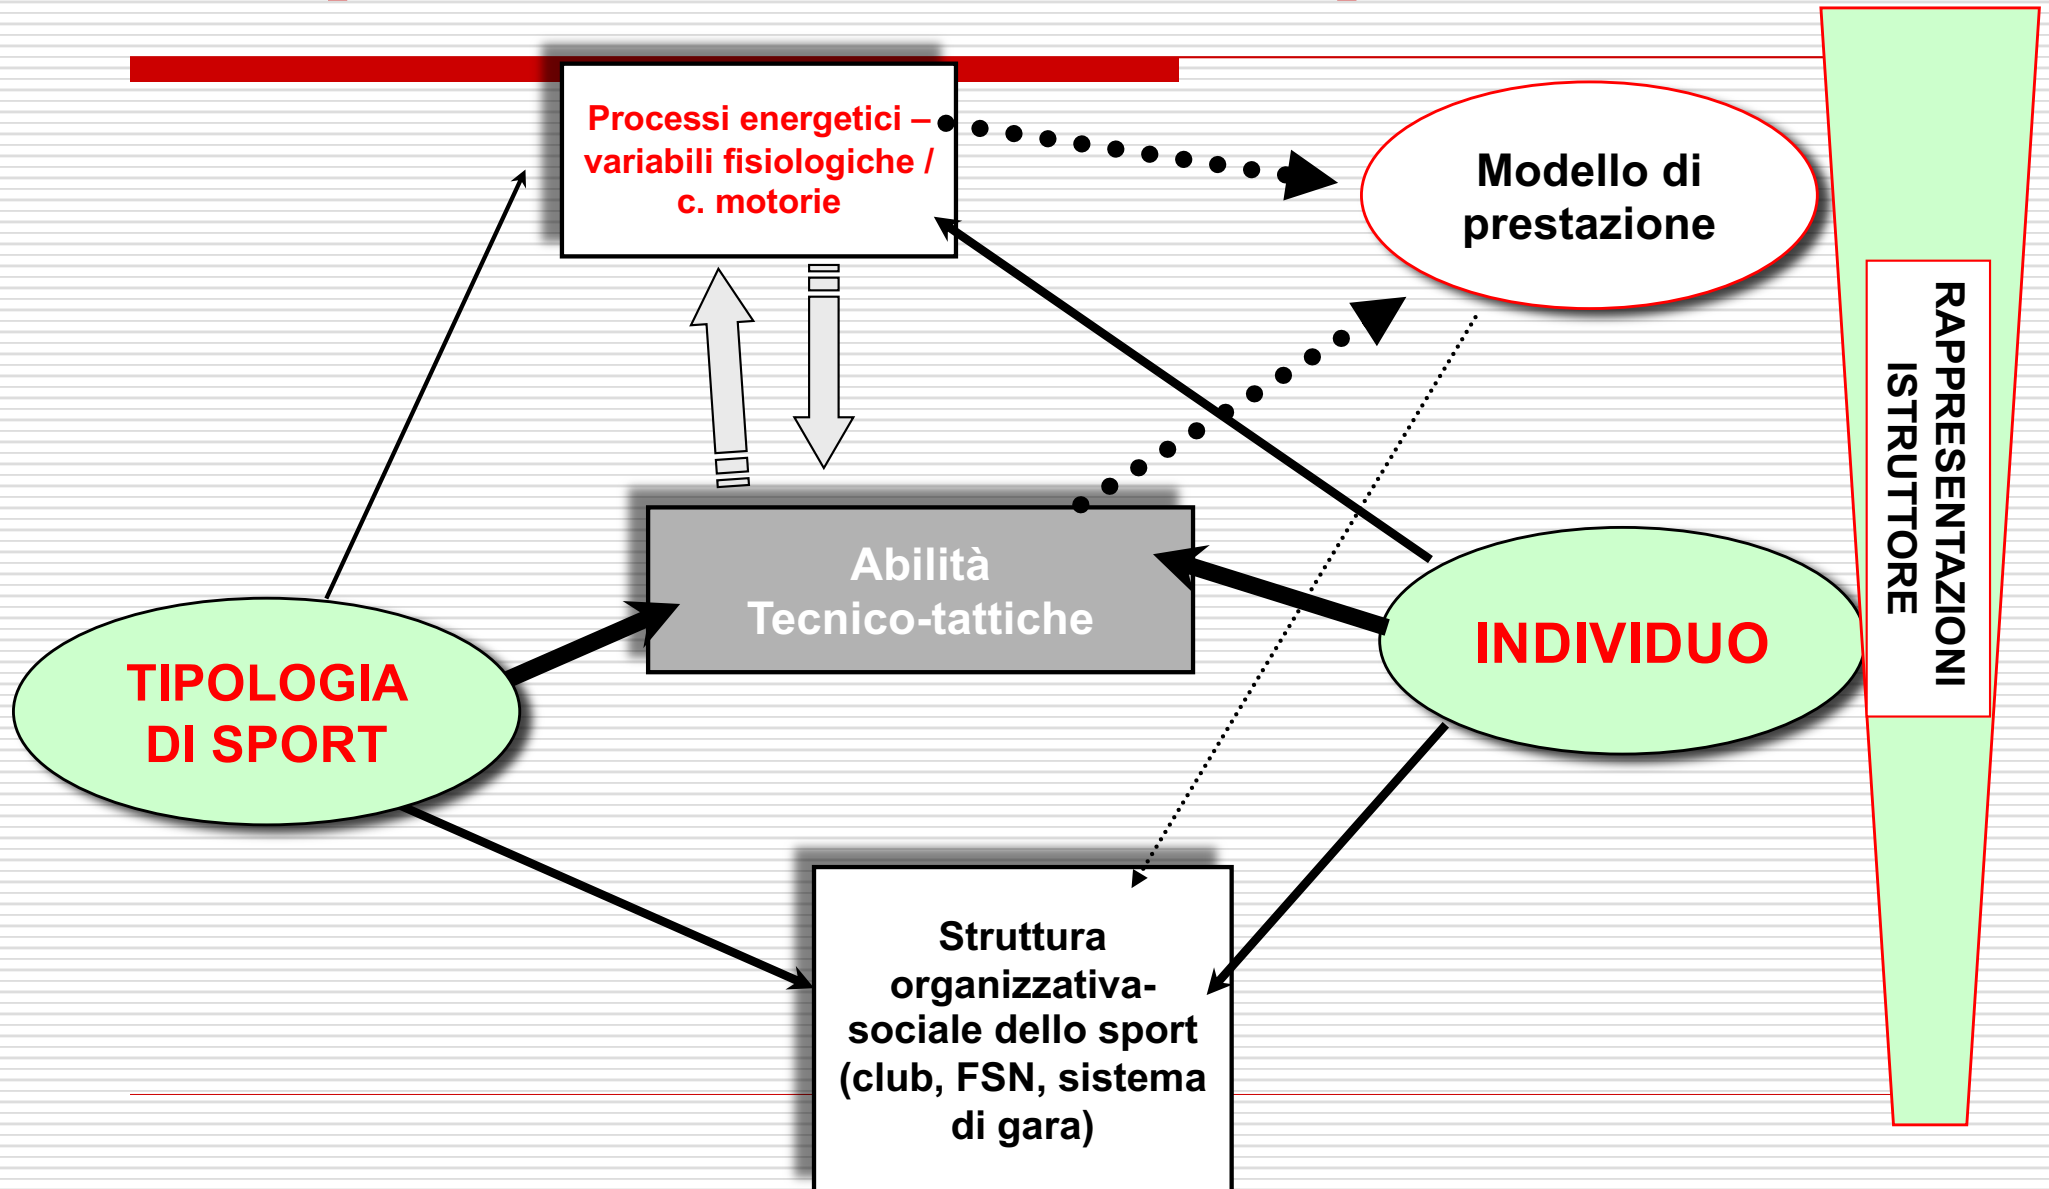 Processi energetici –
variabili fisiologiche /
c. motorie
Modello di
prestazione
RAPPRESENTAZIONI
ISTRUTTORE
Abilità
Tecnico-tattiche
INDIVIDUO
TIPOLOGIA
DI SPORT
Struttura
organizzativa-
sociale dello sport
(club, FSN, sistema
di gara)